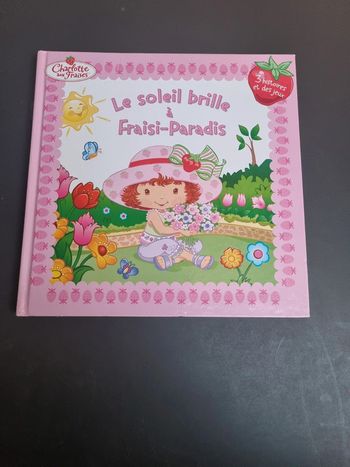 Charlotte
aux Fraises
3 histoires
et des jeux
Le soleil brille
à
Fraisi-Paradis